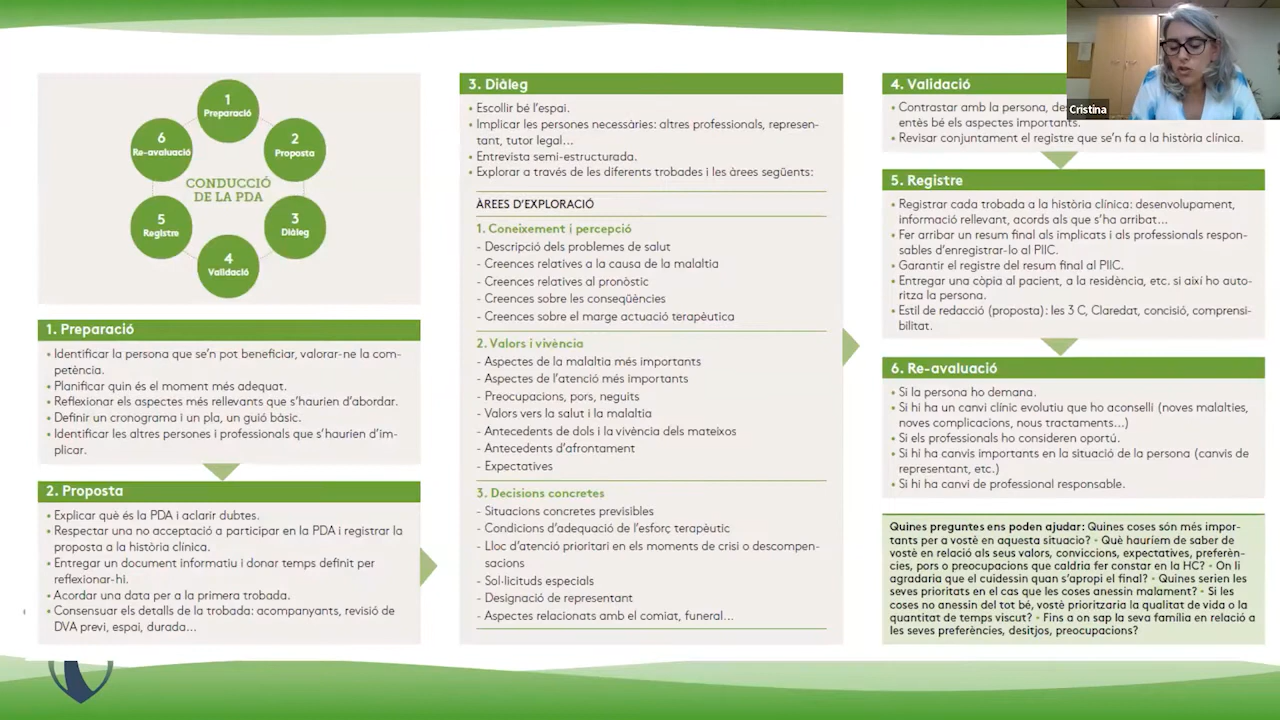 1
Preparació
2
Proposta
3
Diàleg
4
Validació
5
Registre
6
Re-avaluació
CONDUCCIÓ
DE LA PDA
1. Preparació
• Identificar la persona que se’n pot beneficiar, valorar-ne la com-
petència.
• Planificar quin és el moment més adequat.
• Reflexionar els aspectes més rellevants que s’haurien d’abordar.
• Definir un cronograma i un pla, un guió bàsic.
• Identificar les altres persones i professionals que s’haurien d’im-
plicar.
2. Proposta
• Explicar què és la PDA i aclarir dubtes.
• Respectar una no acceptació a participar en la PDA i registrar la
proposta a la història clínica.
• Entregar un document informatiu i donar temps definit per
reflexionar-hi.
• Acordar una data per a la primera trobada.
• Consensuar els detalls de la trobada: acompanyants, revisió de
DVA previ, espai, durada…
3. Diàleg
• Escollir bé l’espai.
• Implicar les persones necessàries: altres professionals, represen-
tant, tutor legal…
• Entrevista semi-estructurada.
• Explorar a través de les diferents trobades i les àrees següents:
ÀREES D’EXPLORACIÓ
1. Coneixement i percepció
- Descripció dels problemes de salut
- Creences relatives a la causa de la malaltia
- Creences relatives al pronòstic
- Creences sobre les conseqüències
- Creences sobre el marge actuació terapèutica
2. Valors i vivència
- Aspectes de la malaltia més importants
- Aspectes de l’atenció més importants
- Preocupacions, pors, neguits
- Valors vers la salut i la malaltia
- Antecedents de dols i la vivència dels mateixos
- Antecedents d’afrontament
- Expectatives
3. Decisions concretes
- Situacions concretes previsibles
- Condicions d’adequació de l’esforç terapèutic
- Lloc d’atenció prioritari en els moments de crisi o descompen-
sacions
- Sol·licituds especials
- Designació de representant
- Aspectes relacionats amb el comiat, funeral…
4. Validació
• Contrastar amb la persona, de
entès bé els aspectes importants.
• Revisar conjuntament el registre que se’n fa a la història clínica.
5. Registre
• Registrar cada trobada a la història clínica: desenvolupament,
informació rellevant, acords als que s’ha arribat…
• Fer arribar un resum final als implicats i als professionals respon-
sables d’enregistrar-lo al PIIC.
• Garantir el registre del resum final al PIIC.
• Entregar una còpia al pacient, a la residència, etc. si així ho auto-
ritza la persona.
• Estil de redacció (proposta): les 3 C, Claredat, concisió, comprensi-
bilitat.
6. Re-avaluació
• Si la persona ho demana.
• Si hi ha un canvi clínic evolutiu que ho aconselli (noves malalties,
noves complicacions, nous tractaments…)
• Si els professionals ho consideren oportú.
• Si hi ha canvis importants en la situació de la persona (canvis de
representant, etc.)
• Si hi ha canvi de professional responsable.
Quines preguntes ens poden ajudar: Quines coses són més impor-
tants per a vostè en aquesta situacio? • Què hauríem de saber de
vostè en relació als seus valors, conviccions, expectatives, preferèn-
cies, pors o preocupacions que caldria fer constar en la HC? • On li
agradaria que el cuidessin quan s’apropi el final? • Quines serien les
seves prioritats en el cas que les coses anessin malament? • Si les
coses no anessin del tot bé, vostè prioritzaria la qualitat de vida o la
quantitat de temps viscut? • Fins a on sap la seva família en relació a
les seves preferències, desitjos, preocupacions?
Cristina